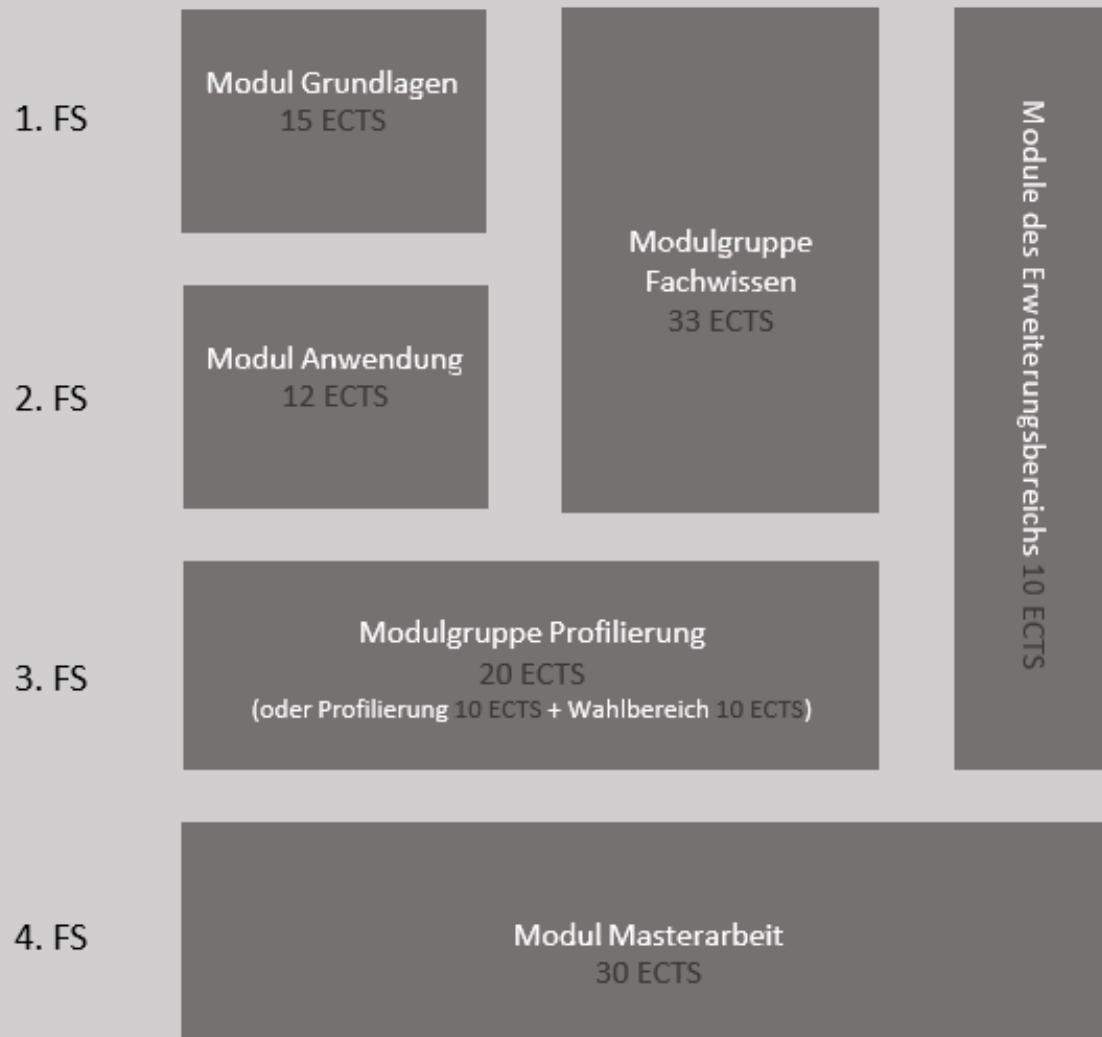 1. FS
Modul Grundlagen
15 ECTS
Modulgruppe
Fachwissen
33 ECTS
Module des Erweiterungsbereichs 10 ECTS
2. FS
Modul Anwendung
12 ECTS
3. FS
Modulgruppe Profilierung
20 ECTS
(oder Profilierung 10 ECTS + Wahlbereich 10 ECTS)
4. FS
Modul Masterarbeit
30 ECTS